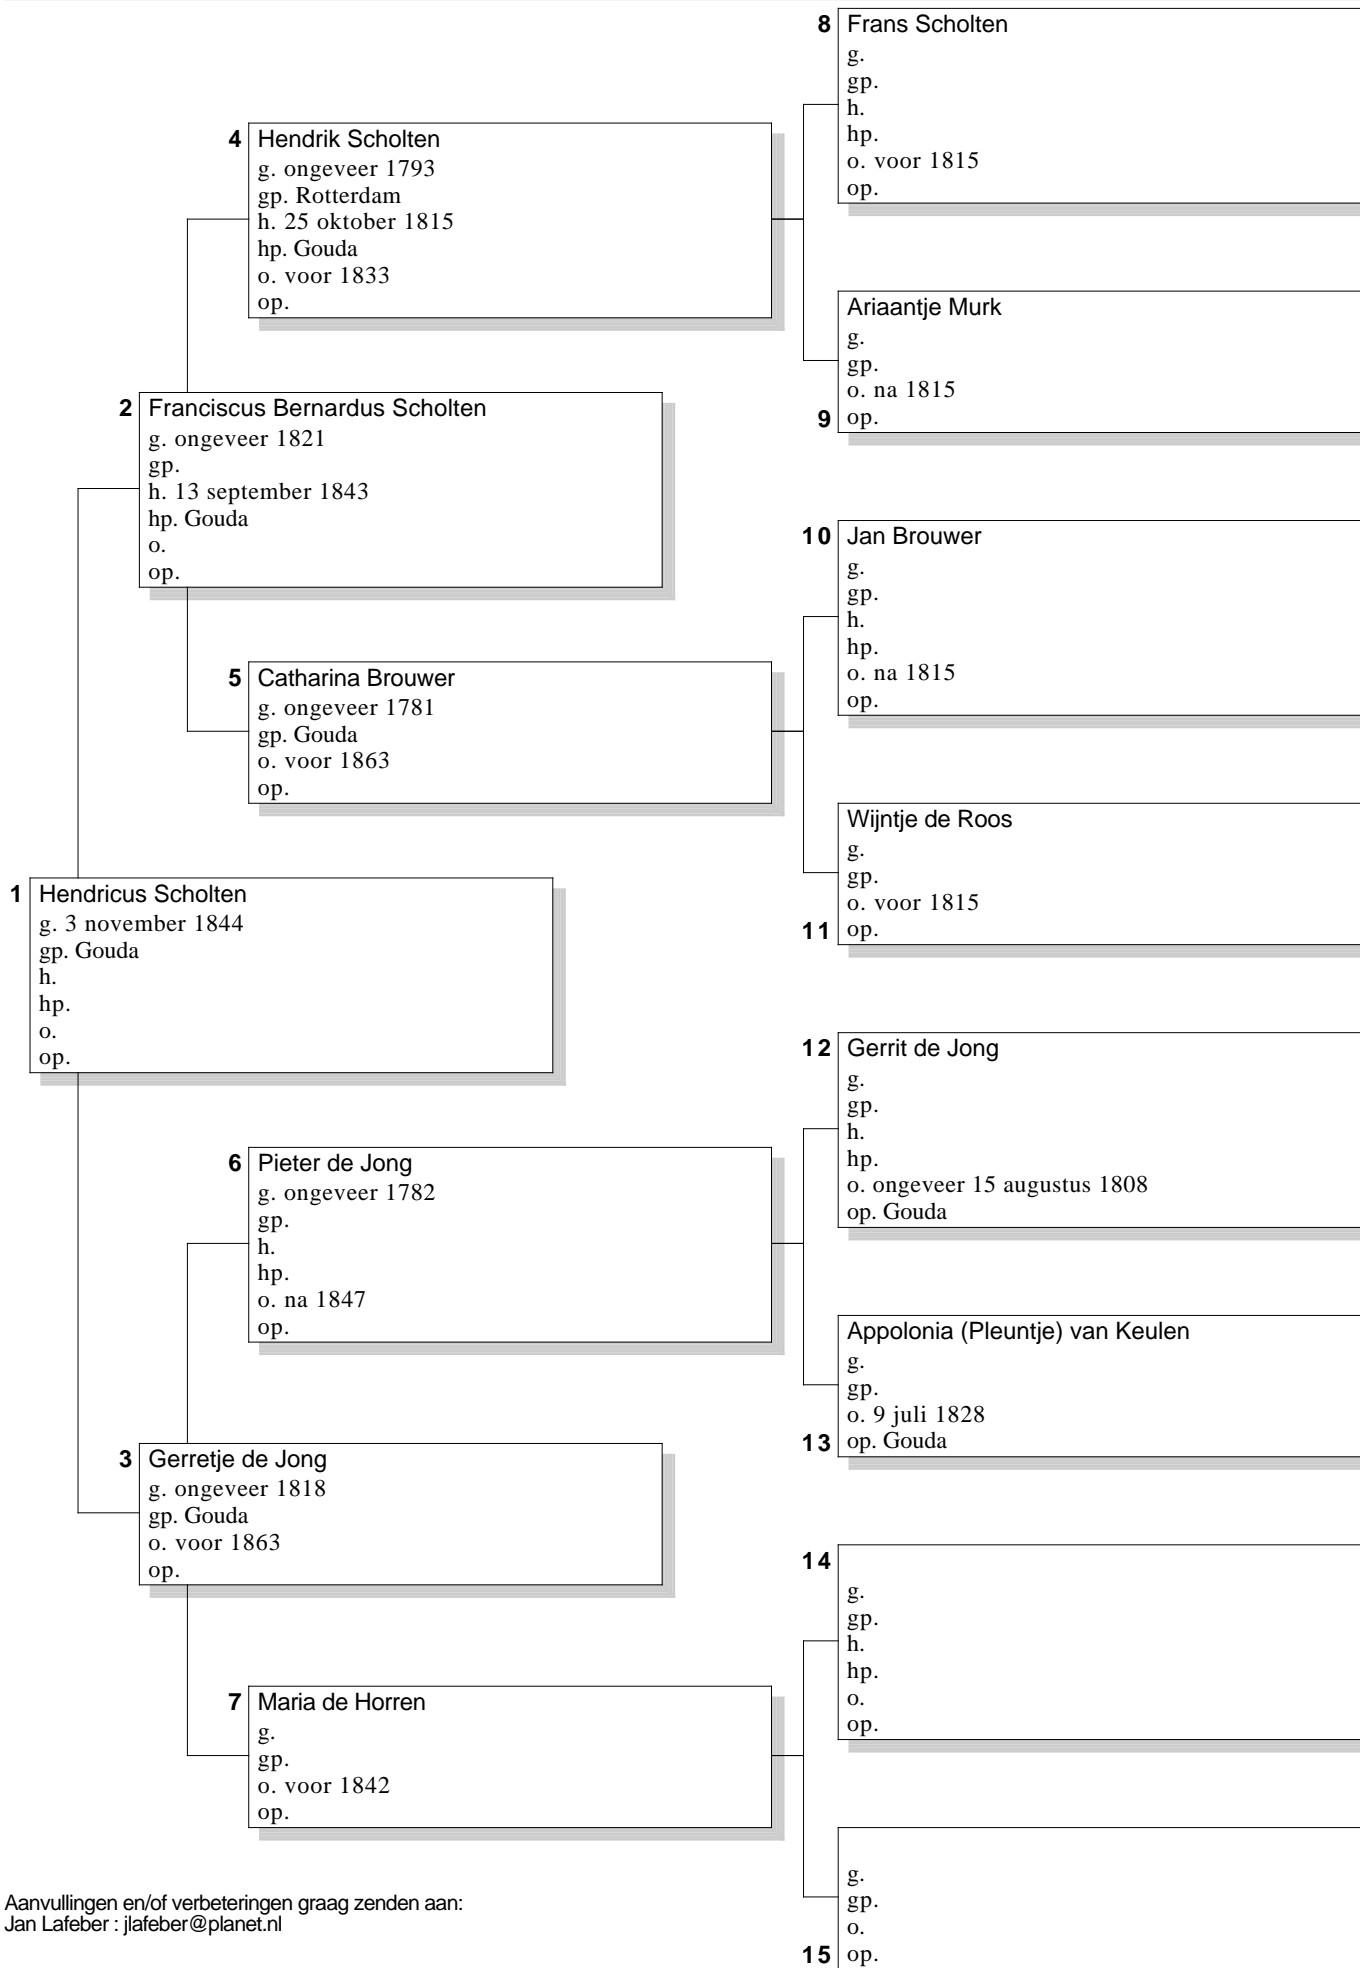 8 Frans Scholten
g.
gp.
h.
hp.
o. voor 1815
op.
4 Hendrik Scholten
g. ongeveer 1793
gp. Rotterdam
h. 25 oktober 1815
hp. Gouda
o. voor 1833
op.
Ariaantje Murk
g.
gp.
o. na 1815
9 op.
2 Franciscus Bernardus Scholten
g. ongeveer 1821
gp.
h. 13 september 1843
hp. Gouda
o.
op.
10 Jan Brouwer
g.
gp.
h.
hp.
o. na 1815
op.
5 Catharina Brouwer
g. ongeveer 1781
gp. Gouda
o. voor 1863
op.
Wijntje de Roos
g.
gp.
o. voor 1815
11 op.
1 Hendricus Scholten
g. 3 november 1844
gp. Gouda
h.
hp.
o.
op.
12 Gerrit de Jong
g.
gp.
h.
hp.
o. ongeveer 15 augustus 1808
op. Gouda
6 Pieter de Jong
g. ongeveer 1782
gp.
h.
hp.
o. na 1847
op.
Appolonia (Pleuntje) van Keulen
g.
gp.
o. 9 juli 1828
13 op. Gouda
3 Gerretje de Jong
g. ongeveer 1818
gp. Gouda
o. voor 1863
op.
14
g.
gp.
h.
hp.
o.
op.
7 Maria de Horren
g.
gp.
o. voor 1842
op.
g.
gp.
o.
15 op.
Aanvullingen en/of verbeteringen graag zenden aan:
Jan Lafeber : jlafeber@planet.nl